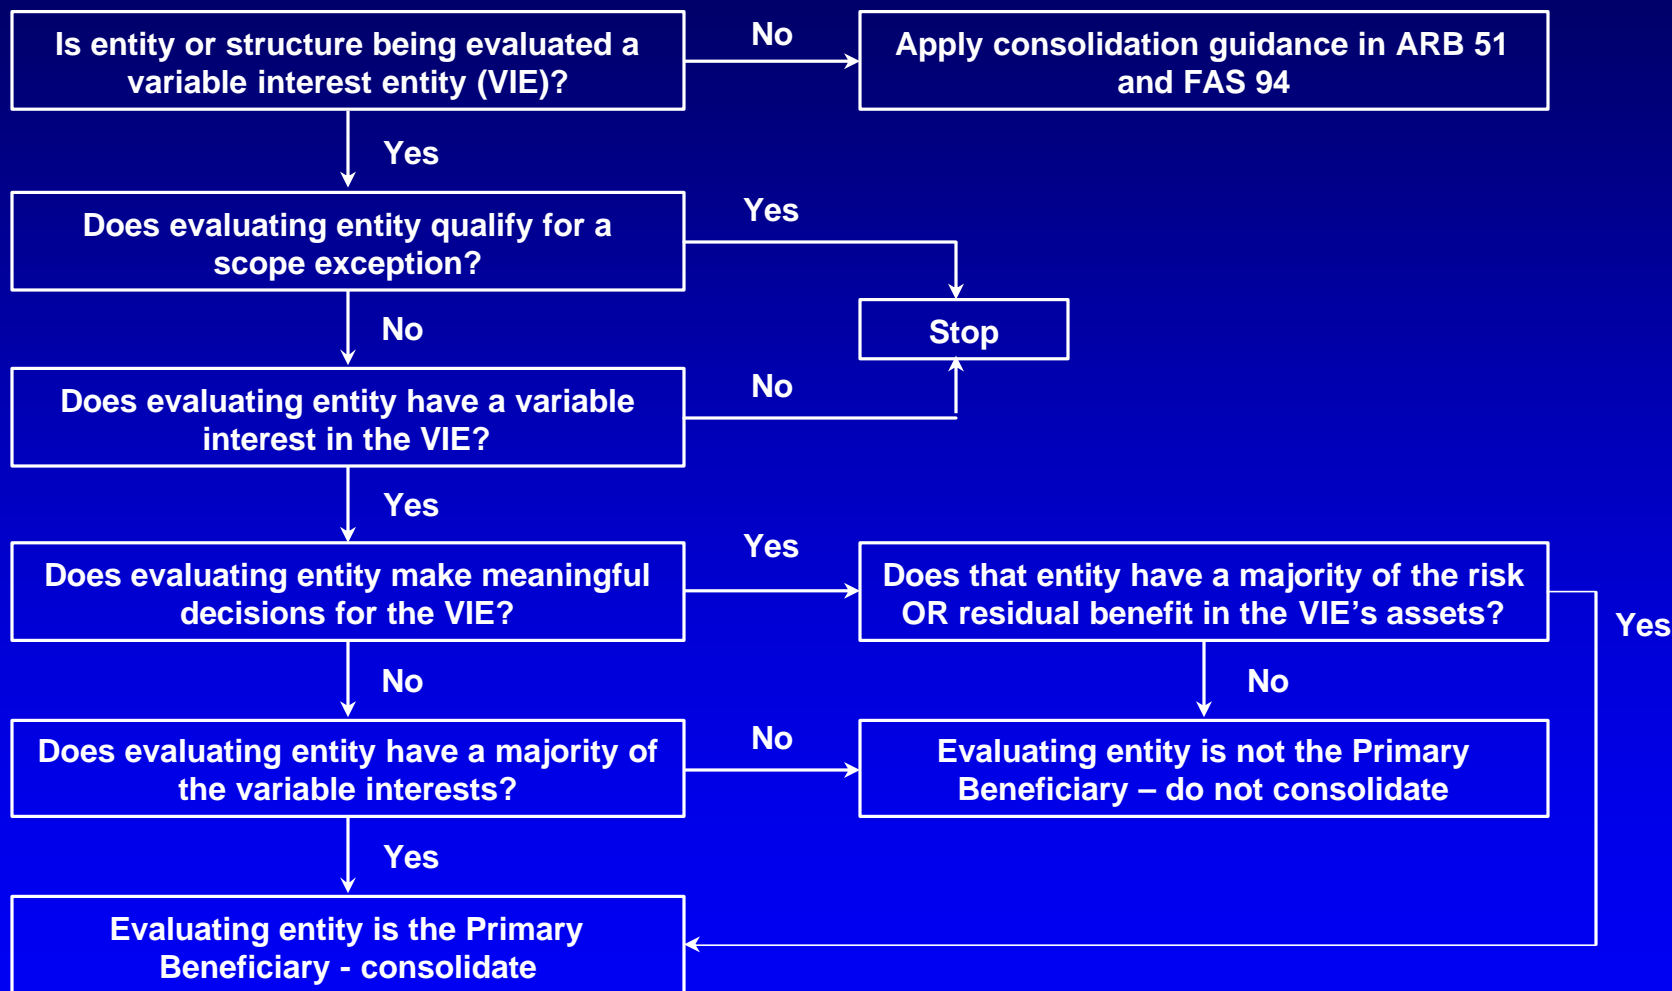 Is entity or structure being evaluated a
variable interest entity (VIE)?
No
Apply consolidation guidance in ARB 51
and FAS 94
Yes
Does evaluating entity qualify for a
scope exception?
Yes
Stop
No
Does evaluating entity have a variable
interest in the VIE?
No
Yes
Does evaluating entity make meaningful
decisions for the VIE?
Yes
Does that entity have a majority of the risk
OR residual benefit in the VIE’s assets?
Yes
No
No
Does evaluating entity have a majority of
the variable interests?
No
Evaluating entity is not the Primary
Beneficiary – do not consolidate
Yes
Evaluating entity is the Primary
Beneficiary - consolidate